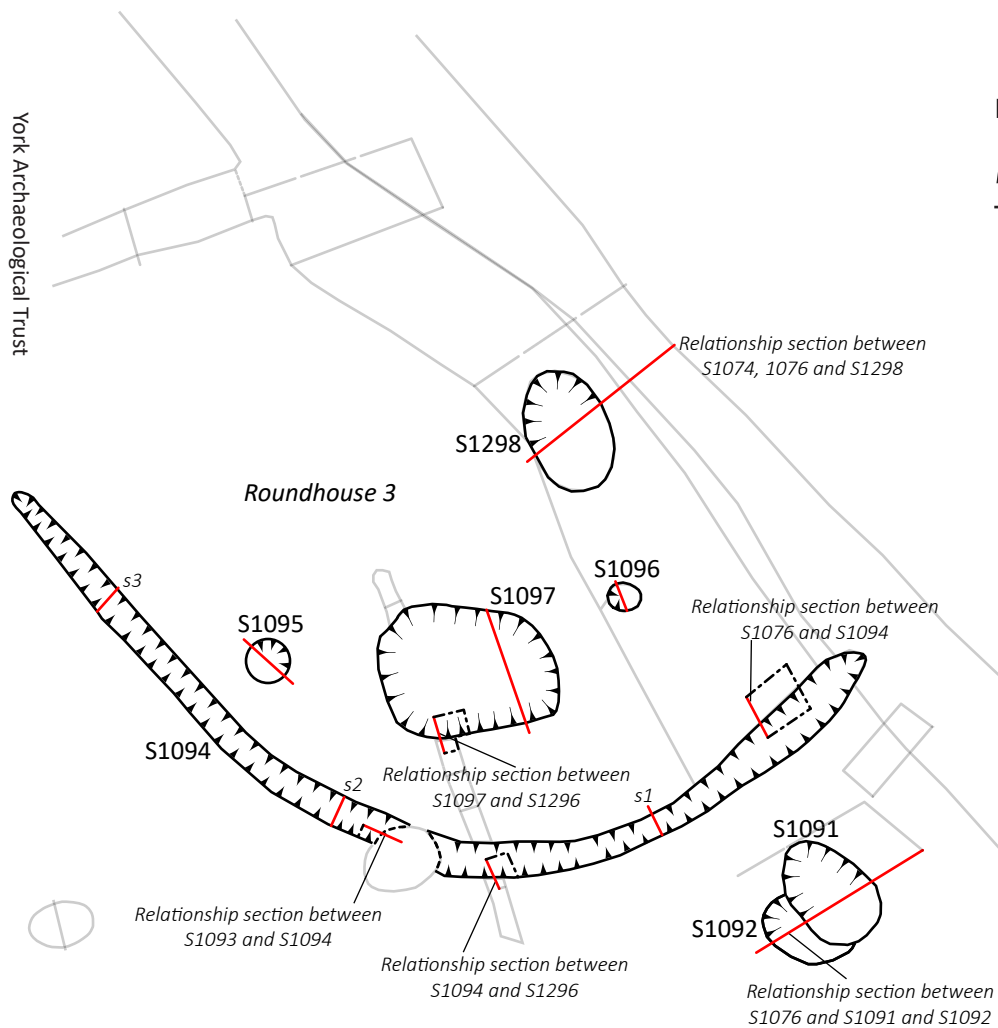 York Archaeological Trust
Relationship section between
S1074, 1076 and S1298
S1298
Roundhouse 3
s3
S1096
S1097
Relationship section between
S1076 and S1094
S1095
S1094
Relationship section between
S1097 and S1296
s2
s1
S1091
Relationship section between
S1093 and S1094
S1092
Relationship section between
S1094 and S1296
Relationship section between
S1076 and S1091 and S1092